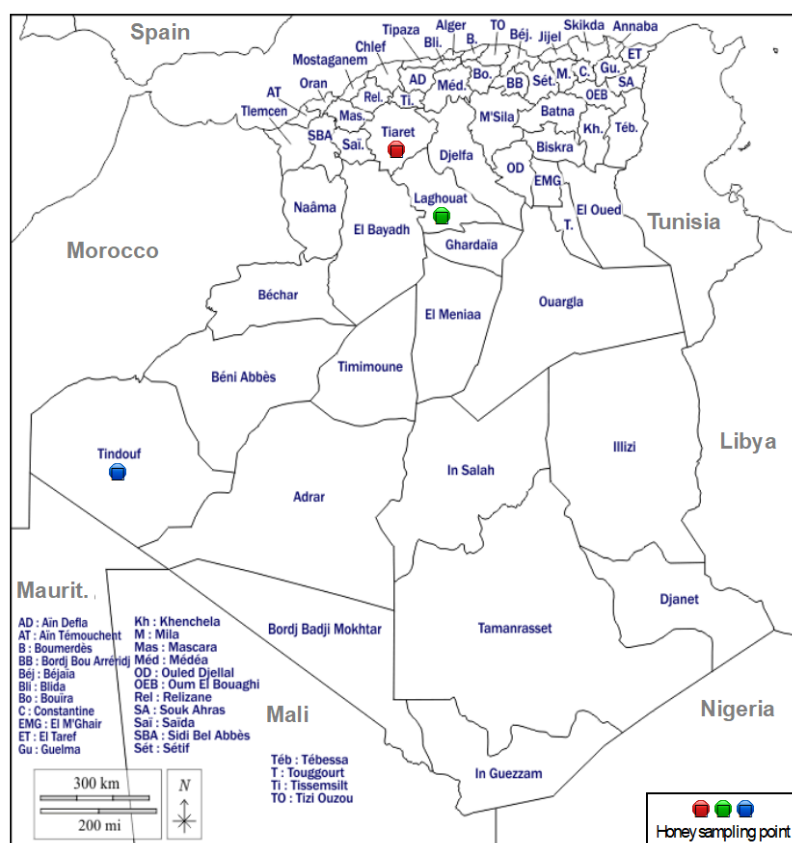 Spain
Alger
TO
Skikda
Annaba
Tipaza
B.
Béj.
Jijel
Bli.
ET
Chlef
Mostaganem
Gu.
AD
Méd.
Bo.
BB
Sét.
M.
C.
SA
Oran
Rel.
Ti.
OEB
AT
Tlemcen
Mas.
M'Sila
Batna
SBA
Tiaret
Kh.
Téb.
Saï.
Djelfa
Biskra
OD
EMG
Naâma
Laghouat
El Oued
Tunisia
T.
El Bayadh
Ghardaïa
Morocco
Béchar
El Meniaa
Ouargla
Béni Abbès
Timimoune
Tindouf
In Salah
Illizi
Libya
Adrar
Maurit.
Djanet
Bordj Badji Mokhtar
Tamanrasset
AD : Aïn Defla
AT : Aïn Témouchent
B : Boumerdès
BB : Bordj Bou Arréridj
Béj : Béjaïa
Bli : Blida
Bo : Bouïra
C : Constantine
EMG : El M'Ghair
ET : El Taref
Gu : Guelma
Kh : Khenchela
M : Mila
Mas : Mascara
Méd : Médéa
OD : Ouled Djellal
OEB : Oum El Bouaghi
Rel : Relizane
SA : Souk Ahras
Saï : Saïda
SBA : Sidi Bel Abbès
Sét : Sétif
Mali
Nigeria
Téb : Tébessa
T : Touggourt
Ti : Tissemsilt
TO : Tizi Ouzou
In Guezzam
300 km
200 mi
N
Honey sampling point